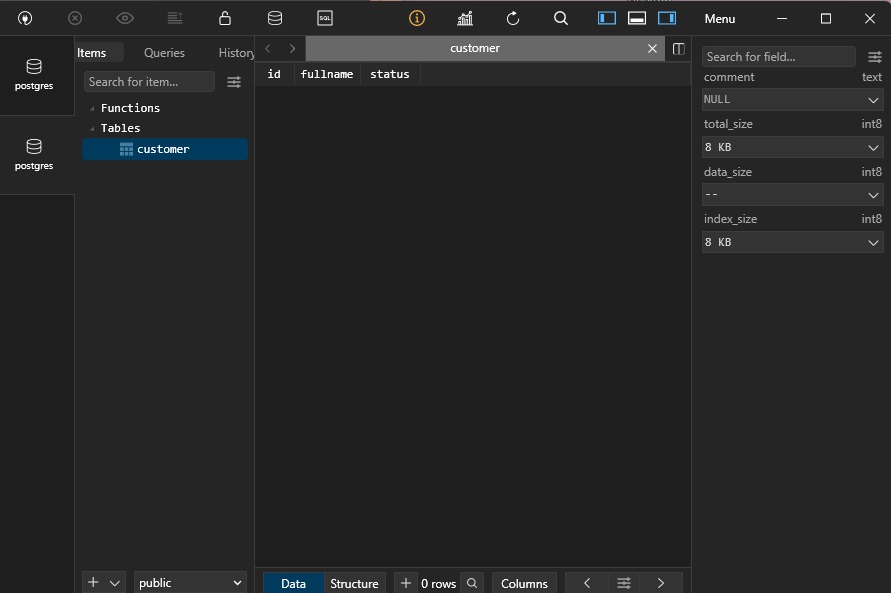 SQL
Menu
postgres
postgres
Items Queries History
Search for item...
Functions
Tables
customer
public
customer
id fullname status
Data Structure 0 rows Columns
Search for field...
comment text
NULL
total_size int8
8 KB
data_size int8
--
index_size int8
8 KB